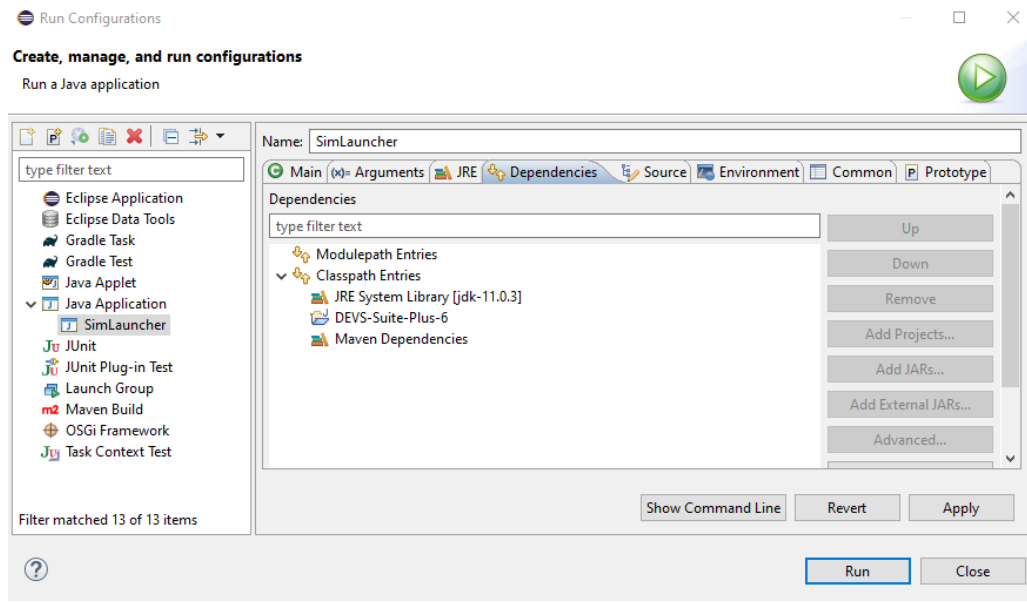 Run Configurations
Create, manage, and run configurations
Run a Java application
type filter text
Eclipse Application
Eclipse Data Tools
Gradle Task
Gradle Test
Java Applet
Java Application
SimLauncher
JUnit
JUnit Plug-in Test
Launch Group
Maven Build
OSGi Framework
Task Context Test
Filter matched 13 of 13 items
Name: SimLauncher
Main (x)= Arguments JRE Dependencies Source Environment Common Prototype
Dependencies
type filter text
Modulepath Entries
Classpath Entries
JRE System Library [jdk-11.0.3]
DEVS-Suite-Plus-6
Maven Dependencies
Up
Down
Remove
Add Projects...
Add JARs...
Add External JARs...
Advanced...
Show Command Line Revert Apply
Run Close